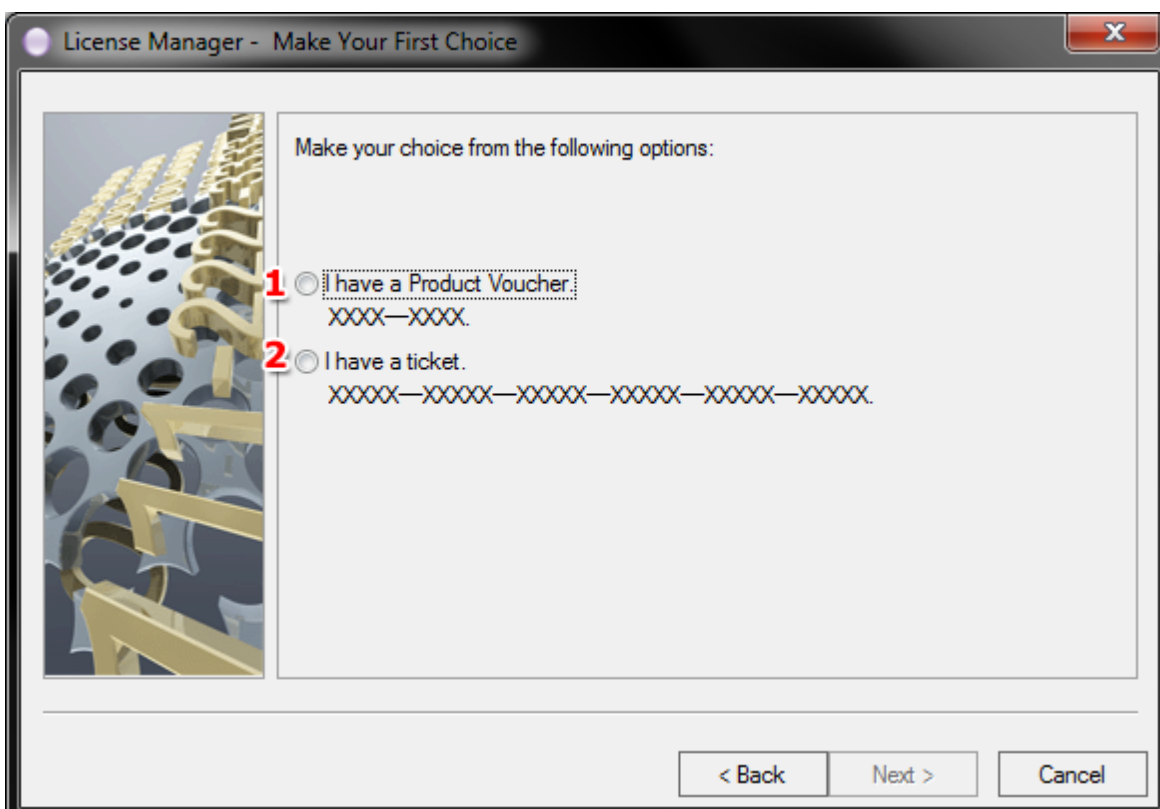 License Manager -  Make Your First Choice
Make your choice from the following options:
1 I have a Product Voucher.
XXXX—XXXX.
2 I have a ticket.
XXXXX—XXXXX—XXXXX—XXXXX—XXXXX—XXXXX.
< Back Next > Cancel